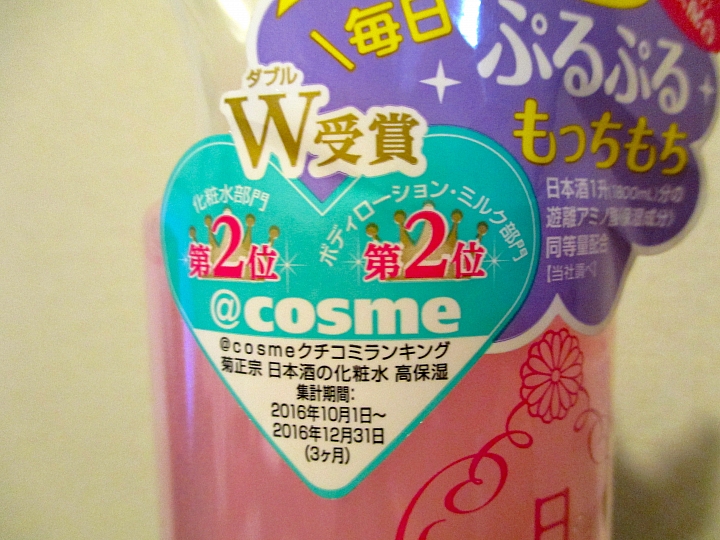 毎日
ぷるぷる
もっちもち
ダブル
W受賞
日本酒1升(1800mL)分の
遊離アミノ酸(保湿成分)
同等量配合
【当社調べ】
化粧水部門
第2位
ボディローション・ミルク部門
第2位
@cosme
@cosmeクチコミランキング
菊正宗 日本酒の化粧水 高保湿
集計期間:
2016年10月1日~
2016年12月31日
(3ヶ月)
日